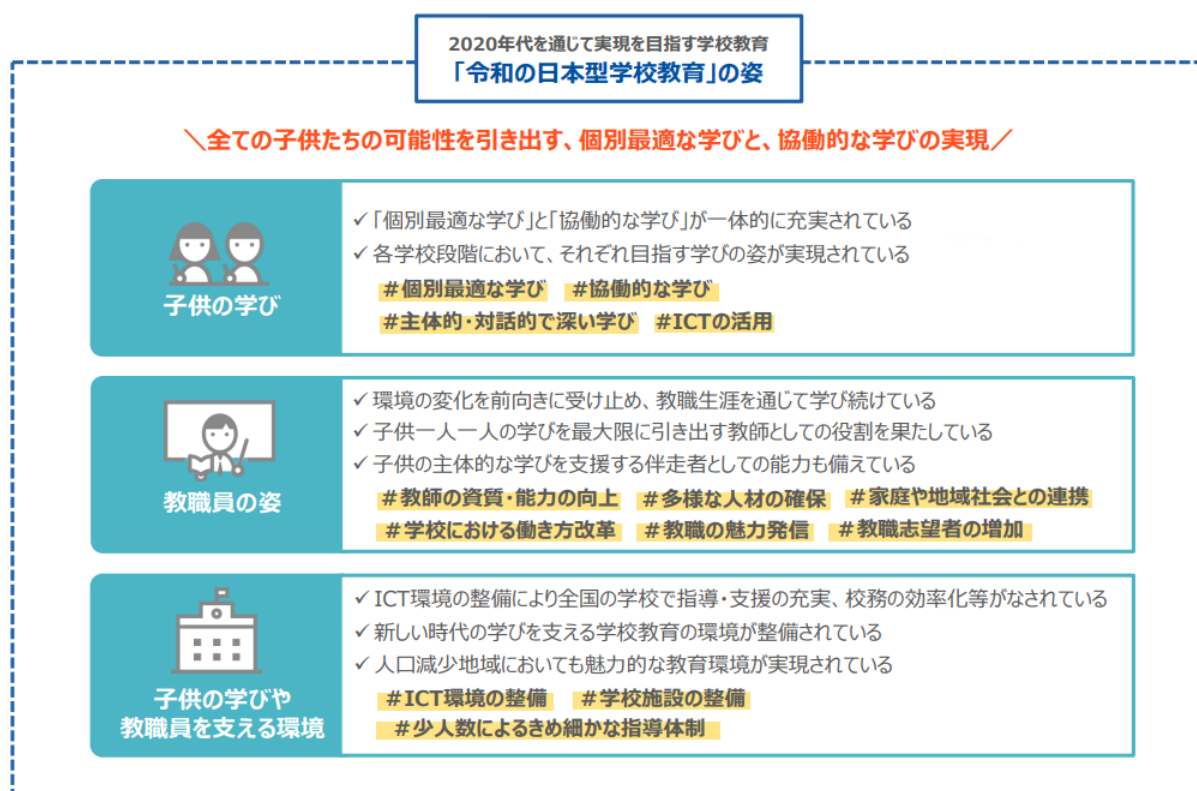 2020年代を通じて実現を目指す学校教育
「令和の日本型学校教育」の姿
＼全ての子供たちの可能性を引き出す、個別最適な学びと、協働的な学びの実現／
子供の学び
✓「個別最適な学び」と「協働的な学び」が一体的に充実されている
✓各学校段階において、それぞれ目指す学びの姿が実現されている
#個別最適な学び #協働的な学び
#主体的・対話的で深い学び #ICTの活用
教職員の姿
✓環境の変化を前向きに受け止め、教職生涯を通じて学び続けている
✓子供一人一人の学びを最大限に引き出す教師としての役割を果たしている
✓子供の主体的な学びを支援する伴走者としての能力も備えている
#教師の資質・能力の向上 #多様な人材の確保 #家庭や地域社会との連携
#学校における働き方改革 #教職の魅力発信 #教職志望者の増加
子供の学びや
教職員を支える環境
✓ICT環境の整備により全国の学校で指導・支援の充実、校務の効率化等がなされている
✓新しい時代の学びを支える学校教育の環境が整備されている
✓人口減少地域においても魅力的な教育環境が実現されている
#ICT環境の整備 #学校施設の整備
#少人数によるきめ細かな指導体制